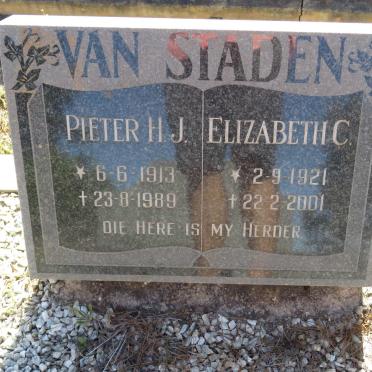 VAN STADEN
PIETER H. J. ELIZABETH C.
* 6-6-1913 * 2-9-1921
† 23-8-1989 † 22-2-2001
DIE HERE IS MY HERDER